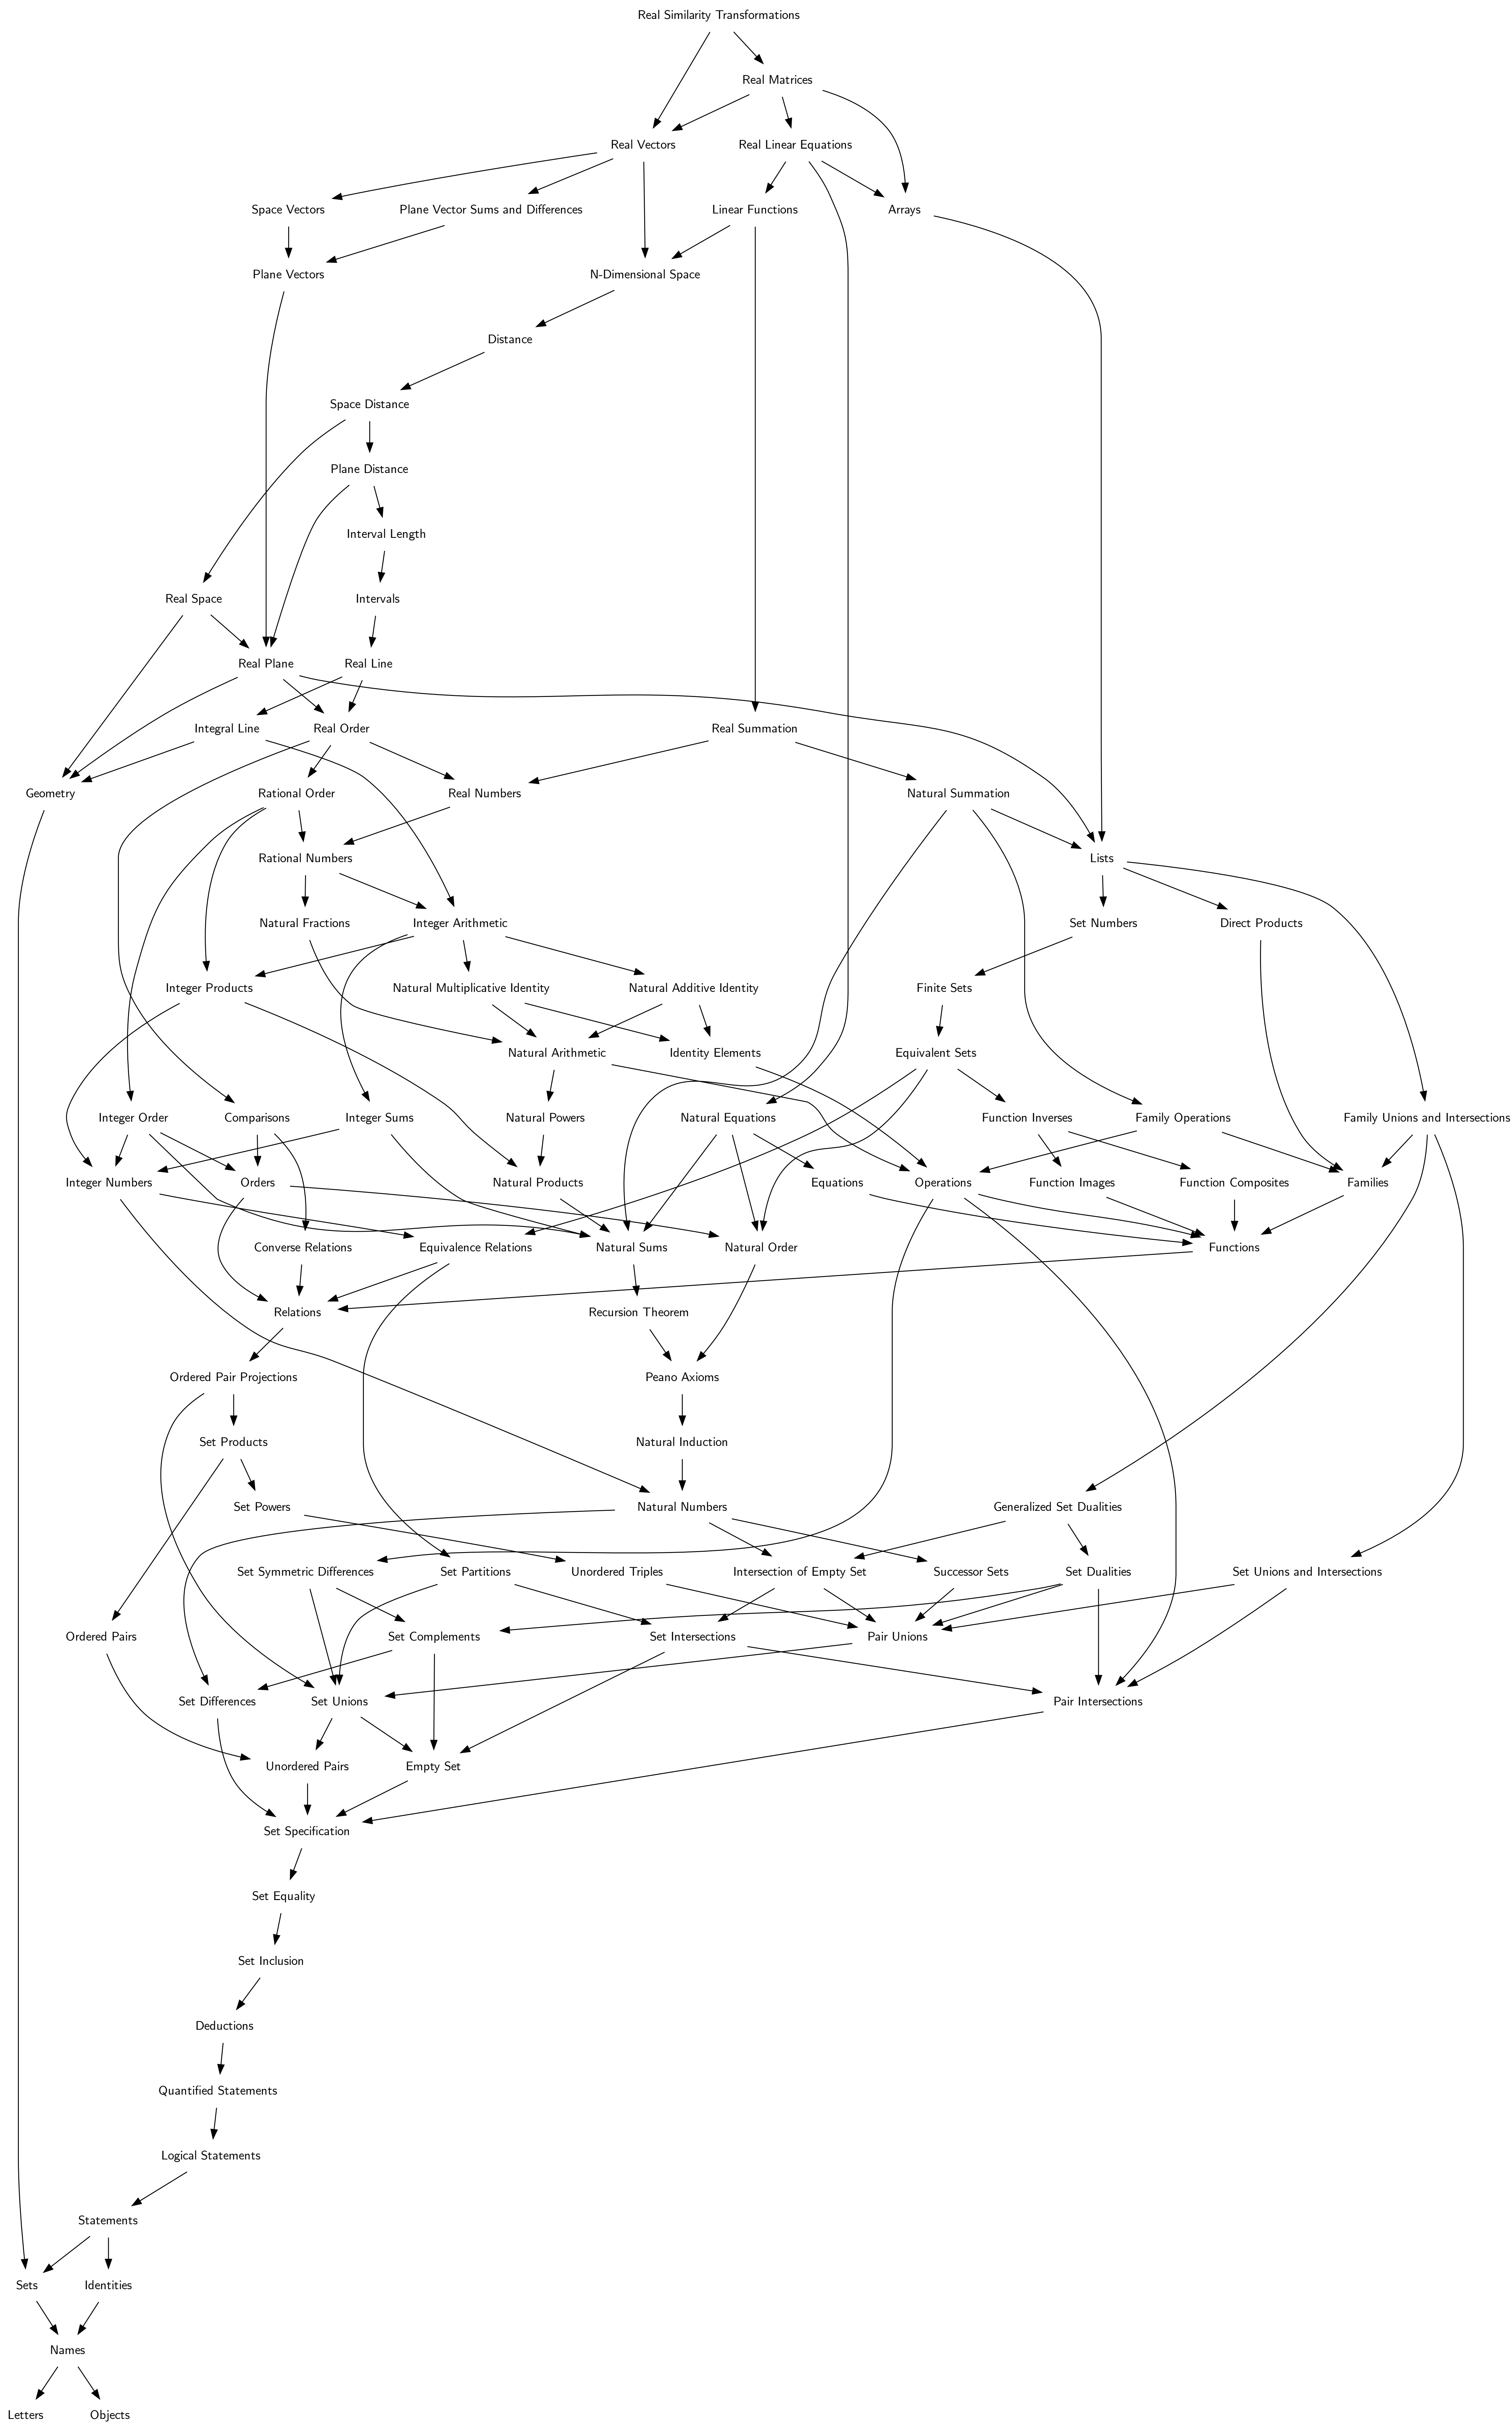 Real Similarity Transformations
Real Matrices
Real Vectors
Real Linear Equations
Space Vectors
Plane Vector Sums and Differences
Linear Functions
Arrays
Plane Vectors
N-Dimensional Space
Distance
Space Distance
Plane Distance
Interval Length
Real Space
Intervals
Real Plane
Real Line
Integral Line
Real Order
Real Summation
Geometry
Rational Order
Real Numbers
Natural Summation
Rational Numbers
Lists
Natural Fractions
Integer Arithmetic
Set Numbers
Direct Products
Integer Products
Natural Multiplicative Identity
Natural Additive Identity
Finite Sets
Natural Arithmetic
Identity Elements
Equivalent Sets
Integer Order
Comparisons
Integer Sums
Natural Powers
Natural Equations
Function Inverses
Family Operations
Family Unions and Intersections
Integer Numbers
Orders
Natural Products
Equations
Operations
Function Images
Function Composites
Families
Converse Relations
Equivalence Relations
Natural Sums
Natural Order
Functions
Relations
Recursion Theorem
Ordered Pair Projections
Peano Axioms
Set Products
Natural Induction
Set Powers
Natural Numbers
Generalized Set Dualities
Set Symmetric Differences
Set Partitions
Unordered Triples
Intersection of Empty Set
Successor Sets
Set Dualities
Set Unions and Intersections
Ordered Pairs
Set Complements
Set Intersections
Pair Unions
Set Differences
Set Unions
Pair Intersections
Unordered Pairs
Empty Set
Set Specification
Set Equality
Set Inclusion
Deductions
Quantified Statements
Logical Statements
Statements
Sets
Identities
Names
Letters
Objects